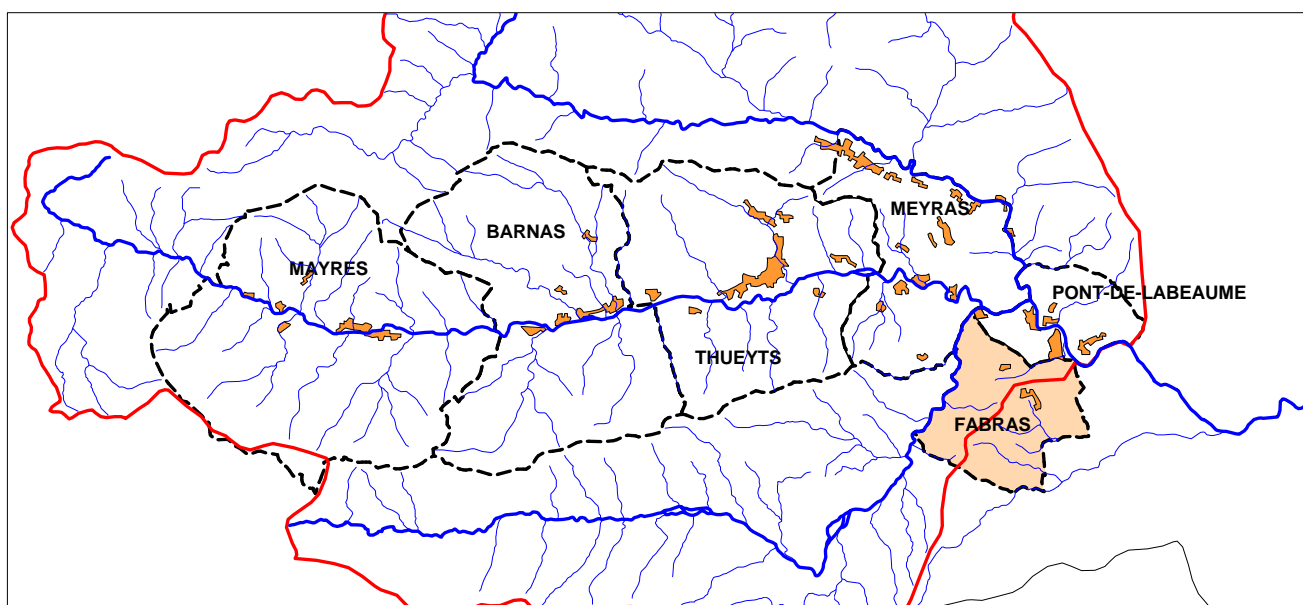 MEYRAS
BARNAS
MAYRES
PONT-DE-LABEAUME
THUEYTS
FABRAS